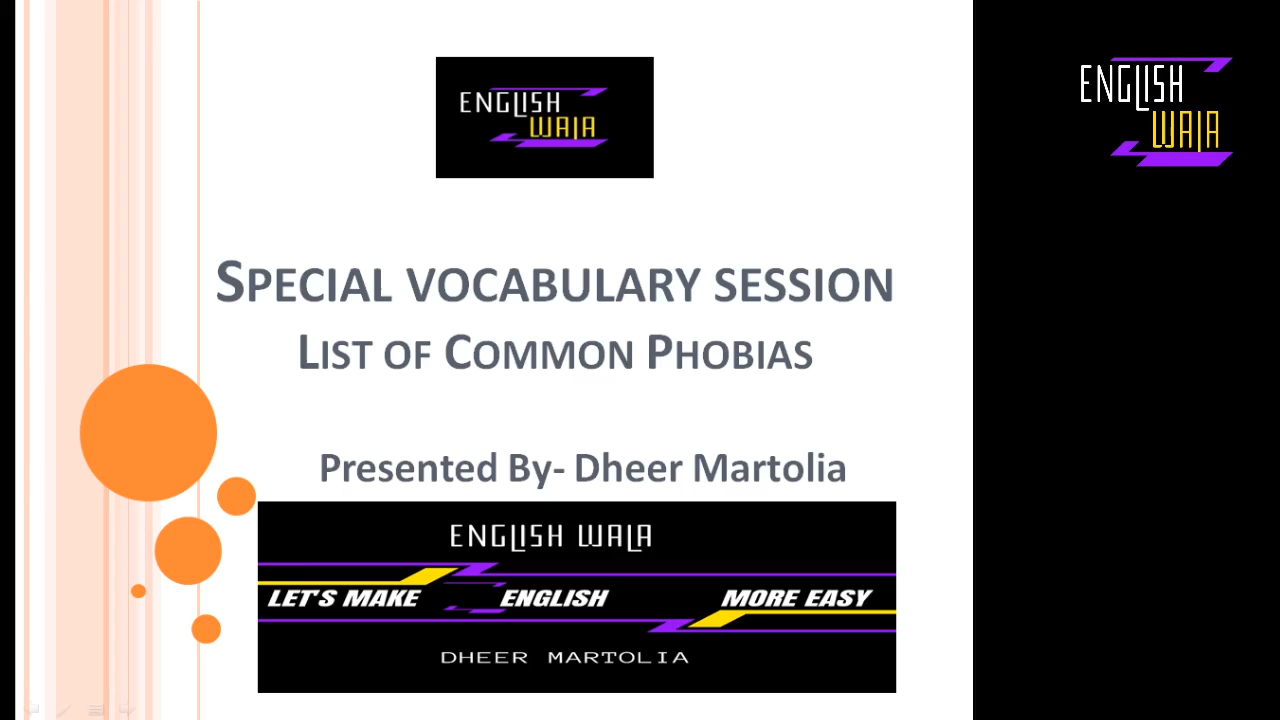 ENGLISH
WALA
ENGLISH
WALA
SPECIAL VOCABULARY SESSION
LIST OF COMMON PHOBIAS
Presented By- Dheer Martolia
ENGLISH WALA
LET'S MAKE ENGLISH MORE EASY
DHEER MARTOLIA